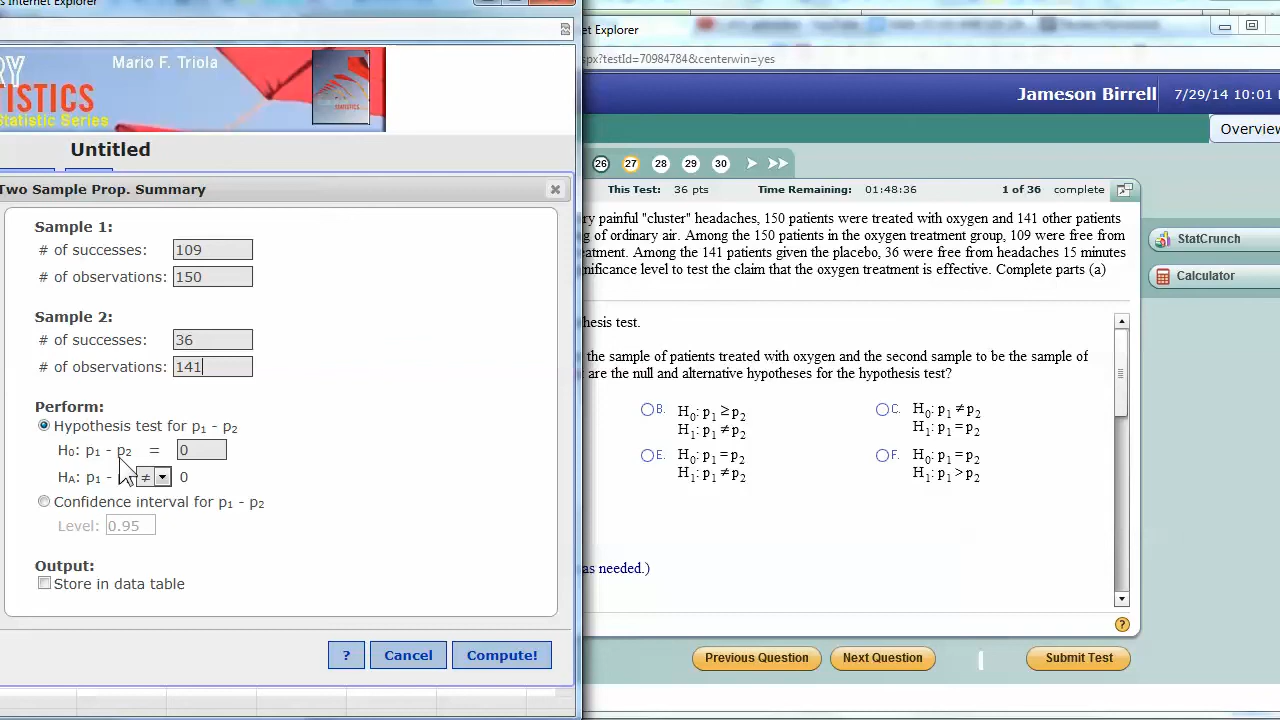 s Internet Explorer
et Explorer
spx?testId=70984784&centerwin=yes
RY
Mario F. Triola
TISTICS
Statistic Series
STATISTICS
Jameson Birrell
7/29/14 10:01
Overview
Untitled
26 27 28 29 30
Two Sample Prop. Summary
This Test: 36 pts
Time Remaining: 01:48:36
1 of 36 complete
Sample 1:
# of successes: 109
# of observations: 150
Sample 2:
# of successes: 36
# of observations: 141
Perform:
Hypothesis test for p₁ - p₂
H₀: p₁ - p₂ = 0
Hᴀ: p₁ - ≠ 0
Confidence interval for p₁ - p₂
Level: 0.95
Output:
Store in data table
? Cancel Compute!
ry painful "cluster" headaches, 150 patients were treated with oxygen and 141 other patients
g of ordinary air. Among the 150 patients in the oxygen treatment group, 109 were free from
eatment. Among the 141 patients given the placebo, 36 were free from headaches 15 minutes
nificance level to test the claim that the oxygen treatment is effective. Complete parts (a)
StatCrunch
Calculator
hesis test.
the sample of patients treated with oxygen and the second sample to be the sample of
are the null and alternative hypotheses for the hypothesis test?
B. H₀: p₁ ≥ p₂
H₁: p₁ ≠ p₂
C. H₀: p₁ ≠ p₂
H₁: p₁ = p₂
E. H₀: p₁ = p₂
H₁: p₁ ≠ p₂
F. H₀: p₁ = p₂
H₁: p₁ > p₂
as needed.)
?
Previous Question
Next Question
Submit Test